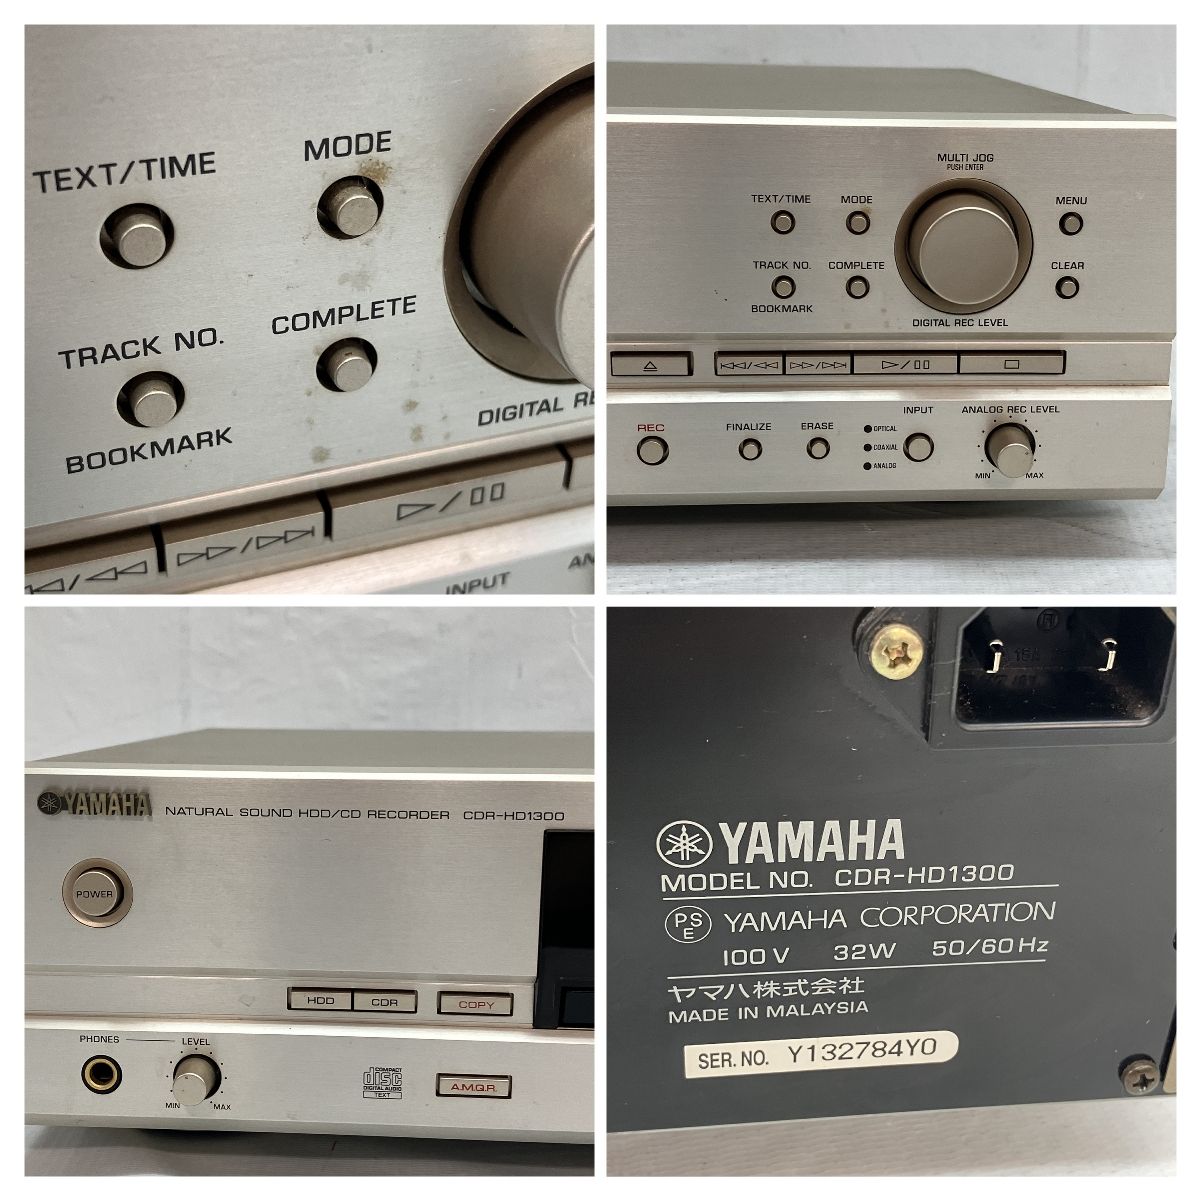 TEXT/TIME
MODE
TRACK NO.
COMPLETE
BOOKMARK
DIGITAL RE
INPUT
AN
MULTI JOG
PUSH ENTER
TEXT/TIME
MODE
MENU
TRACK NO.
COMPLETE
CLEAR
BOOKMARK
DIGITAL REC LEVEL
REC
FINALIZE
ERASE
INPUT
ANALOG REC LEVEL
OPTICAL
COAXIAL
ANALOG
MIN
MAX
YAMAHA
NATURAL SOUND HDD/CD RECORDER CDR-HD1300
POWER
HDD
CDR
COPY
PHONES
LEVEL
MIN
MAX
COMPACT
disc
DIGITAL AUDIO
TEXT
A.M.Q.R.
YAMAHA
MODEL NO. CDR-HD1300
PSE YAMAHA CORPORATION
100V 32W 50/60Hz
ヤマハ株式会社
MADE IN MALAYSIA
SER. NO. Y132784Y0